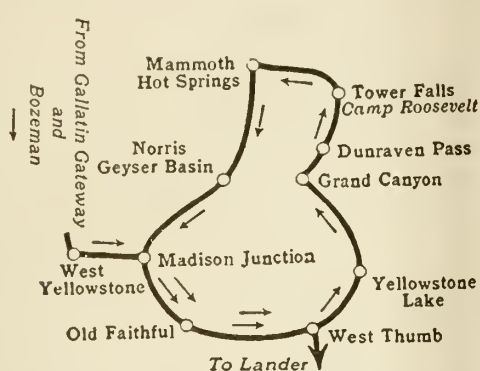 From Gallatin Gateway
and
Bozeman
Mammoth
Hot Springs
Tower Falls
Camp Roosevelt
Norris
Geyser Basin
Dunraven Pass
Grand Canyon
West
Yellowstone
Madison Junction
Yellowstone
Lake
Old Faithful
West Thumb
To Lander